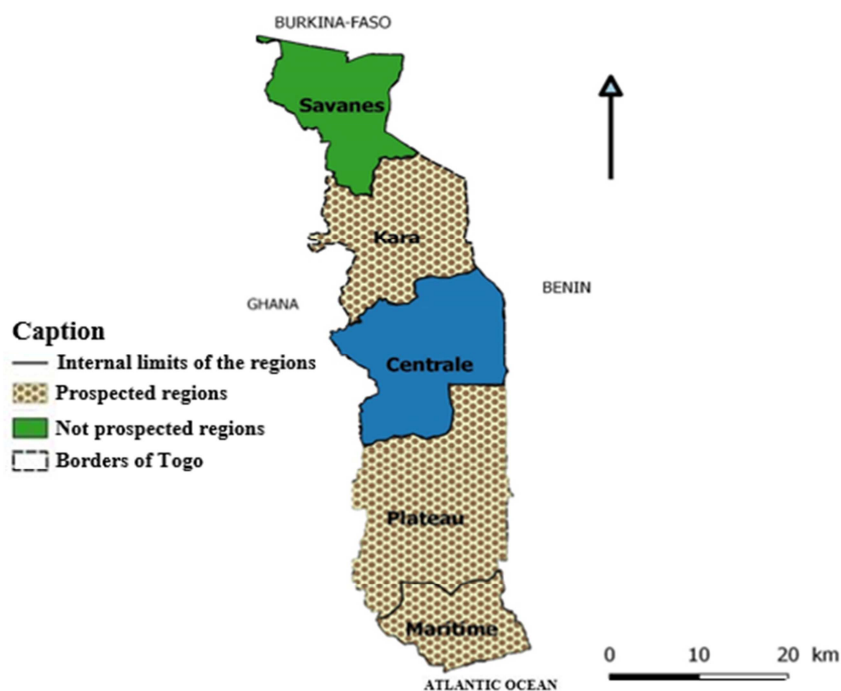 BURKINA-FASO
Savanes
Kara
BENIN
GHANA
Caption
Internal limits of the regions
Centrale
Prospected regions
Not prospected regions
Borders of Togo
Plateau
Maritime
0 10 20 km
ATLANTIC OCEAN